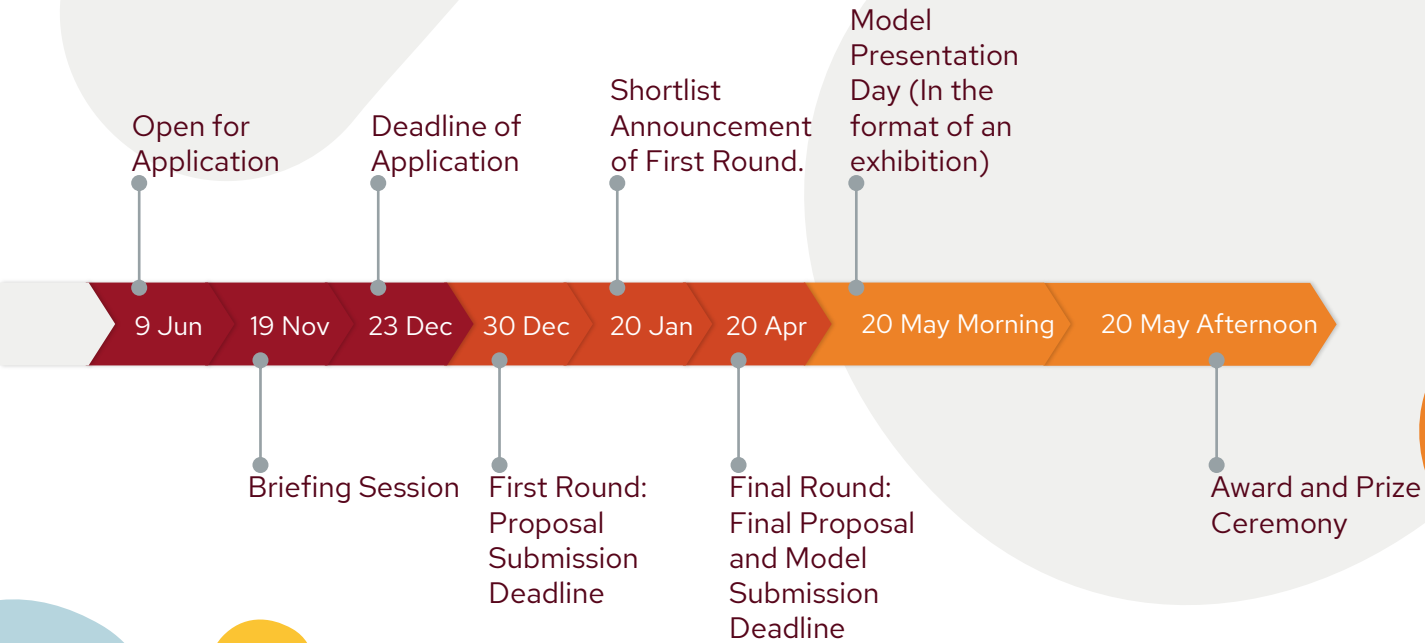 Model
Presentation
Day (In the
format of an
exhibition)
Shortlist
Announcement
of First Round.
Open for
Application
Deadline of
Application
9 Jun
19 Nov
23 Dec
30 Dec
20 Jan
20 Apr
20 May Morning
20 May Afternoon
Briefing Session
First Round:
Proposal
Submission
Deadline
Final Round:
Final Proposal
and Model
Submission
Deadline
Award and Prize
Ceremony